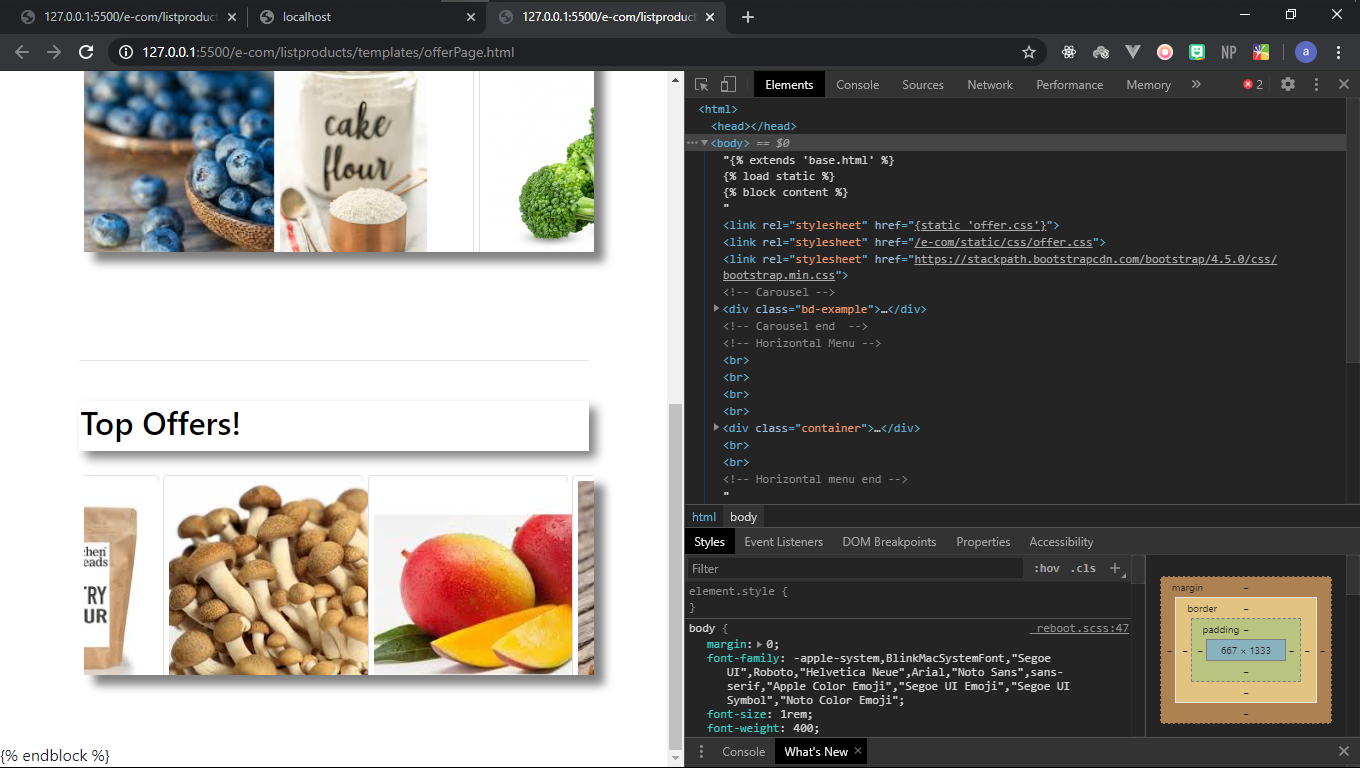 127.0.0.1:5500/e-com/listproduct
localhost
127.0.0.1:5500/e-com/listproduct
127.0.0.1:5500/e-com/listproducts/templates/offerPage.html
NP
a
cake
flour
Top Offers!
{% endblock %}
Elements
Console
Sources
Network
Performance
Memory
»
2
<html>
<head></head>
<body> == $0
"{% extends 'base.html' %}
{% load static %}
{% block content %}
"
<link rel="stylesheet" href="{static 'offer.css'}">
<link rel="stylesheet" href="/e-com/static/css/offer.css">
<link rel="stylesheet" href="https://stackpath.bootstrapcdn.com/bootstrap/4.5.0/css/
bootstrap.min.css">
<!-- Carousel -->
<div class="bd-example">…</div>
<!-- Carousel end  -->
<!-- Horizontal Menu -->
<br>
<br>
<br>
<br>
<div class="container">…</div>
<br>
<br>
<!-- Horizontal menu end -->
"
html
body
Styles
Event Listeners
DOM Breakpoints
Properties
Accessibility
Filter
:hov
.cls
element.style {
}
body {
_reboot.scss:47
margin: 0;
font-family: -apple-system,BlinkMacSystemFont,"Segoe
UI",Roboto,"Helvetica Neue",Arial,"Noto Sans",sans-
serif,"Apple Color Emoji","Segoe UI Emoji","Segoe UI
Symbol","Noto Color Emoji";
font-size: 1rem;
font-weight: 400;
margin
–
border
–
padding
–
667 × 1333
Console
What's New